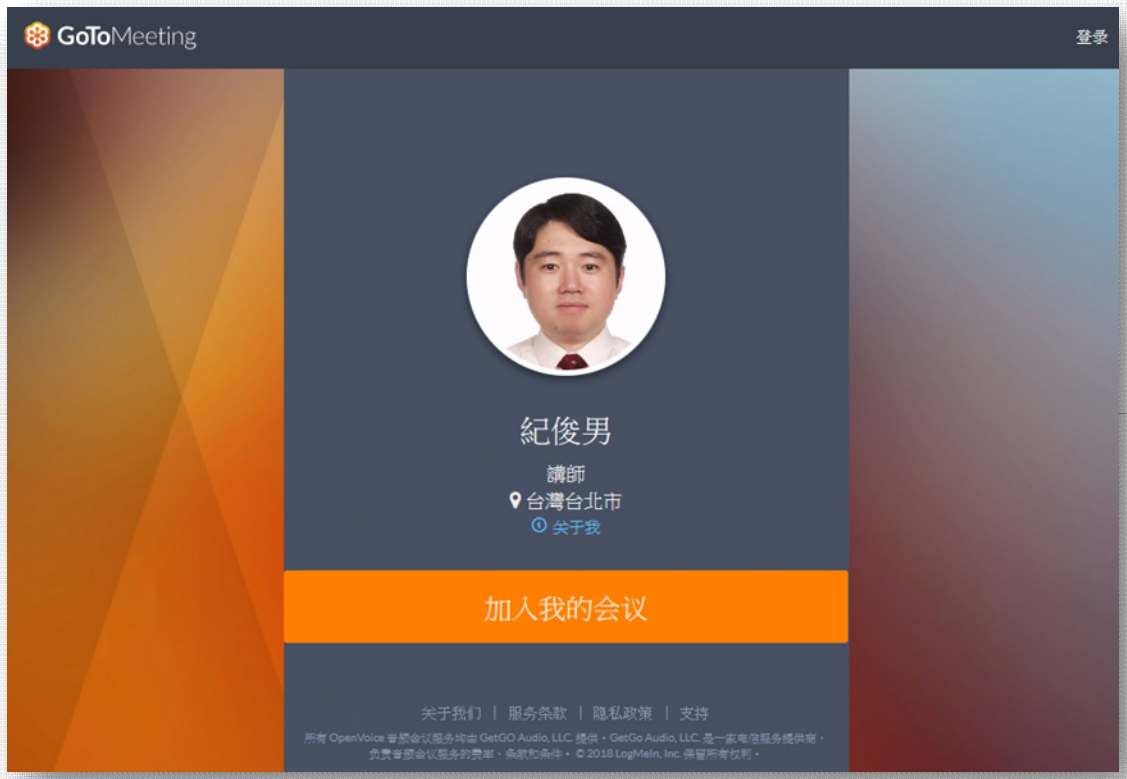 GoToMeeting
登录
紀俊男
講師
台灣台北市
关于我
加入我的会议
关于我们 | 服务条款 | 隐私政策 | 支持
所有 OpenVoice 音频会议服务均由 GetGO Audio, LLC. 提供。GetGo Audio, LLC. 是一家电信服务提供商，
负责音频会议服务的费率、条款和条件。 © 2018 LogMeIn, Inc. 保留所有权利。